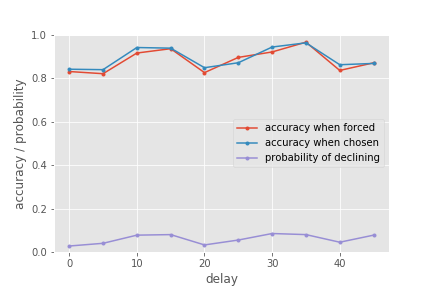 1.0
0.8
0.6
0.4
0.2
0.0
accuracy / probability
accuracy when forced
accuracy when chosen
probability of declining
0 10 20 30 40
delay